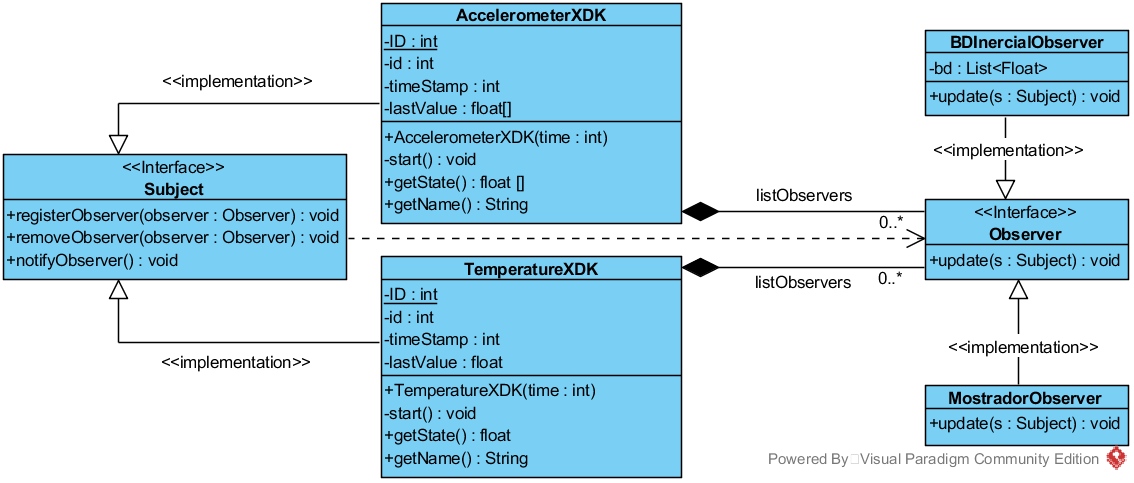 AccelerometerXDK
-ID : int
-id : int
-timeStamp : int
-lastValue : float[]
+AccelerometerXDK(time : int)
-start() : void
+getState() : float []
+getName() : String
BDInercialObserver
-bd : List<Float>
+update(s : Subject) : void
<<implementation>>
<<implementation>>
<<Interface>>
Subject
+registerObserver(observer : Observer) : void
+removeObserver(observer : Observer) : void
+notifyObserver() : void
listObservers
0..*
<<Interface>>
Observer
+update(s : Subject) : void
TemperatureXDK
-ID : int
-id : int
-timeStamp : int
-lastValue : float
+TemperatureXDK(time : int)
-start() : void
+getState() : float
+getName() : String
listObservers
0..*
<<implementation>>
<<implementation>>
MostradorObserver
+update(s : Subject) : void
Powered By Visual Paradigm Community Edition